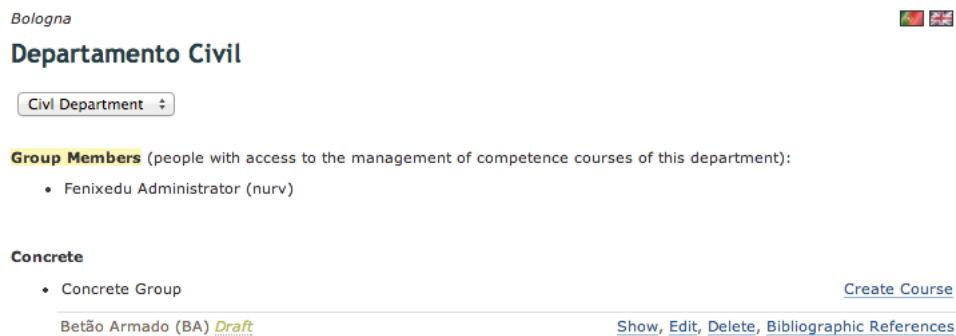 Bologna
Departamento Civil
Civl Department
Group Members (people with access to the management of competence courses of this department):
• Fenixedu Administrator (nurv)
Concrete
• Concrete Group Create Course
Betão Armado (BA) Draft Show, Edit, Delete, Bibliographic References